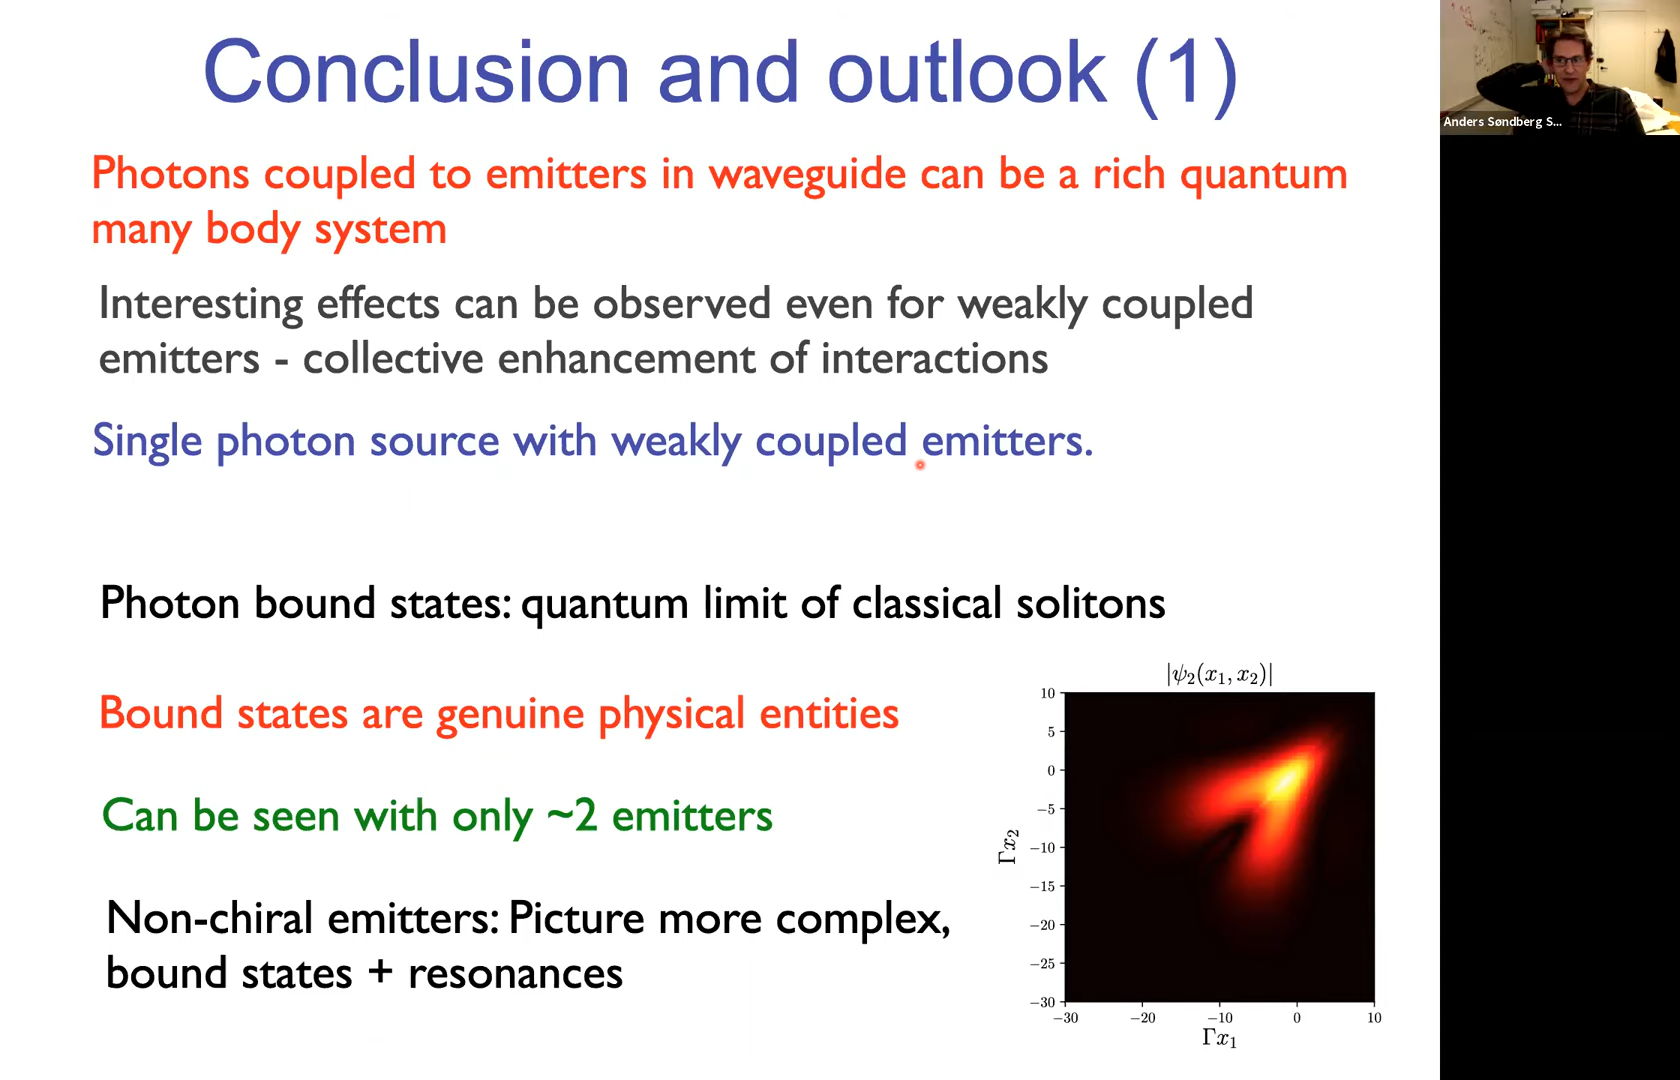 Conclusion and outlook (1)
Anders Søndberg S...
Photons coupled to emitters in waveguide can be a rich quantum
many body system
Interesting effects can be observed even for weakly coupled
emitters - collective enhancement of interactions
Single photon source with weakly coupled emitters.
Photon bound states: quantum limit of classical solitons
Bound states are genuine physical entities
Can be seen with only ~2 emitters
Non-chiral emitters: Picture more complex,
bound states + resonances
|ψ₂(x₁, x₂)|
10
5
0
−5
−10
−15
−20
−25
−30
Γx₂
−30 −20 −10 0 10
Γx₁